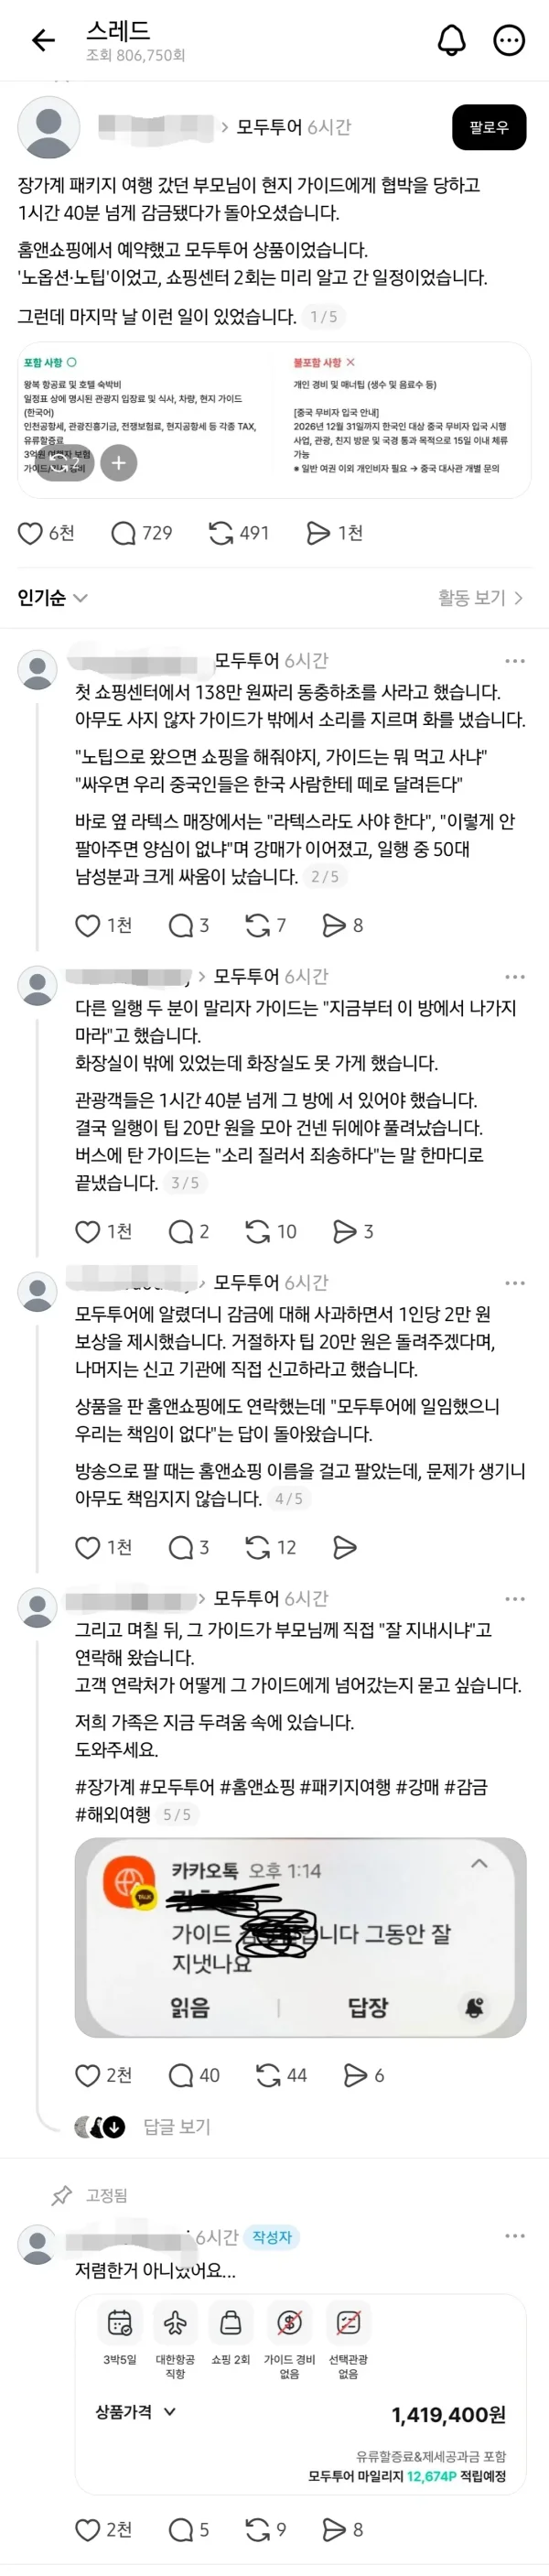 스레드
조회 806,750회
> 모두투어 6시간
팔로우
장가계 패키지 여행 갔던 부모님이 현지 가이드에게 협박을 당하고
1시간 40분 넘게 감금됐다가 돌아오셨습니다.
홈앤쇼핑에서 예약했고 모두투어 상품이었습니다.
'노옵션·노팁'이었고, 쇼핑센터 2회는 미리 알고 간 일정이었습니다.
그런데 마지막 날 이런 일이 있었습니다. 1/5
포함 사항 ○
왕복 항공료 및 호텔 숙박비
일정표 상에 명시된 관광지 입장료 및 식사, 차량, 현지 가이드
(한국어)
인천공항세, 관광진흥기금, 전쟁보험료, 현지공항세 등 각종 TAX,
유류할증료
3억원 여행자 보험
가이드/기사 경비
2
+
불포함 사항 ×
개인 경비 및 매너팁 (생수 및 음료수 등)
[중국 무비자 입국 안내]
2026년 12월 31일까지 한국인 대상 중국 무비자 입국 시행
사업, 관광, 친지 방문 및 국경 통과 목적으로 15일 이내 체류
가능
※ 일반 여권 이외 개인비자 필요 → 중국 대사관 개별 문의
6천 729 491 1천
인기순
활동 보기 >
모두투어 6시간
첫 쇼핑센터에서 138만 원짜리 동충하초를 사라고 했습니다.
아무도 사지 않자 가이드가 밖에서 소리를 지르며 화를 냈습니다.
"노팁으로 왔으면 쇼핑을 해줘야지, 가이드는 뭐 먹고 사냐"
"싸우면 우리 중국인들은 한국 사람한테 떼로 달려든다"
바로 옆 라텍스 매장에서는 "라텍스라도 사야 한다", "이렇게 안
팔아주면 양심이 없냐"며 강매가 이어졌고, 일행 중 50대
남성분과 크게 싸움이 났습니다. 2/5
1천 3 7 8
> 모두투어 6시간
다른 일행 두 분이 말리자 가이드는 "지금부터 이 방에서 나가지
마라"고 했습니다.
화장실이 밖에 있었는데 화장실도 못 가게 했습니다.
관광객들은 1시간 40분 넘게 그 방에 서 있어야 했습니다.
결국 일행이 팁 20만 원을 모아 건넨 뒤에야 풀려났습니다.
버스에 탄 가이드는 "소리 질러서 죄송하다"는 말 한마디로
끝냈습니다. 3/5
1천 2 10 3
> 모두투어 6시간
모두투어에 알렸더니 감금에 대해 사과하면서 1인당 2만 원
보상을 제시했습니다. 거절하자 팁 20만 원은 돌려주겠다며,
나머지는 신고 기관에 직접 신고하라고 했습니다.
상품을 판 홈앤쇼핑에도 연락했는데 "모두투어에 일임했으니
우리는 책임이 없다"는 답이 돌아왔습니다.
방송으로 팔 때는 홈앤쇼핑 이름을 걸고 팔았는데, 문제가 생기니
아무도 책임지지 않습니다. 4/5
1천 3 12
> 모두투어 6시간
그리고 며칠 뒤, 그 가이드가 부모님께 직접 "잘 지내시냐"고
연락해 왔습니다.
고객 연락처가 어떻게 그 가이드에게 넘어갔는지 묻고 싶습니다.
저희 가족은 지금 두려움 속에 있습니다.
도와주세요.
#장가계 #모두투어 #홈앤쇼핑 #패키지여행 #강매 #감금
#해외여행 5/5
TALK
카카오톡 오후 1:14
가이드 니다 그동안 잘
지냇나요
읽음 | 답장
2천 40 44 6
답글 보기
고정됨
6시간 작성자
저렴한거 아니었어요...
3박5일
대한항공
직항
쇼핑 2회
가이드 경비
없음
선택관광
없음
상품가격 1,419,400원
유류할증료&제세공과금 포함
모두투어 마일리지 12,674P 적립예정
2천 5 9 8